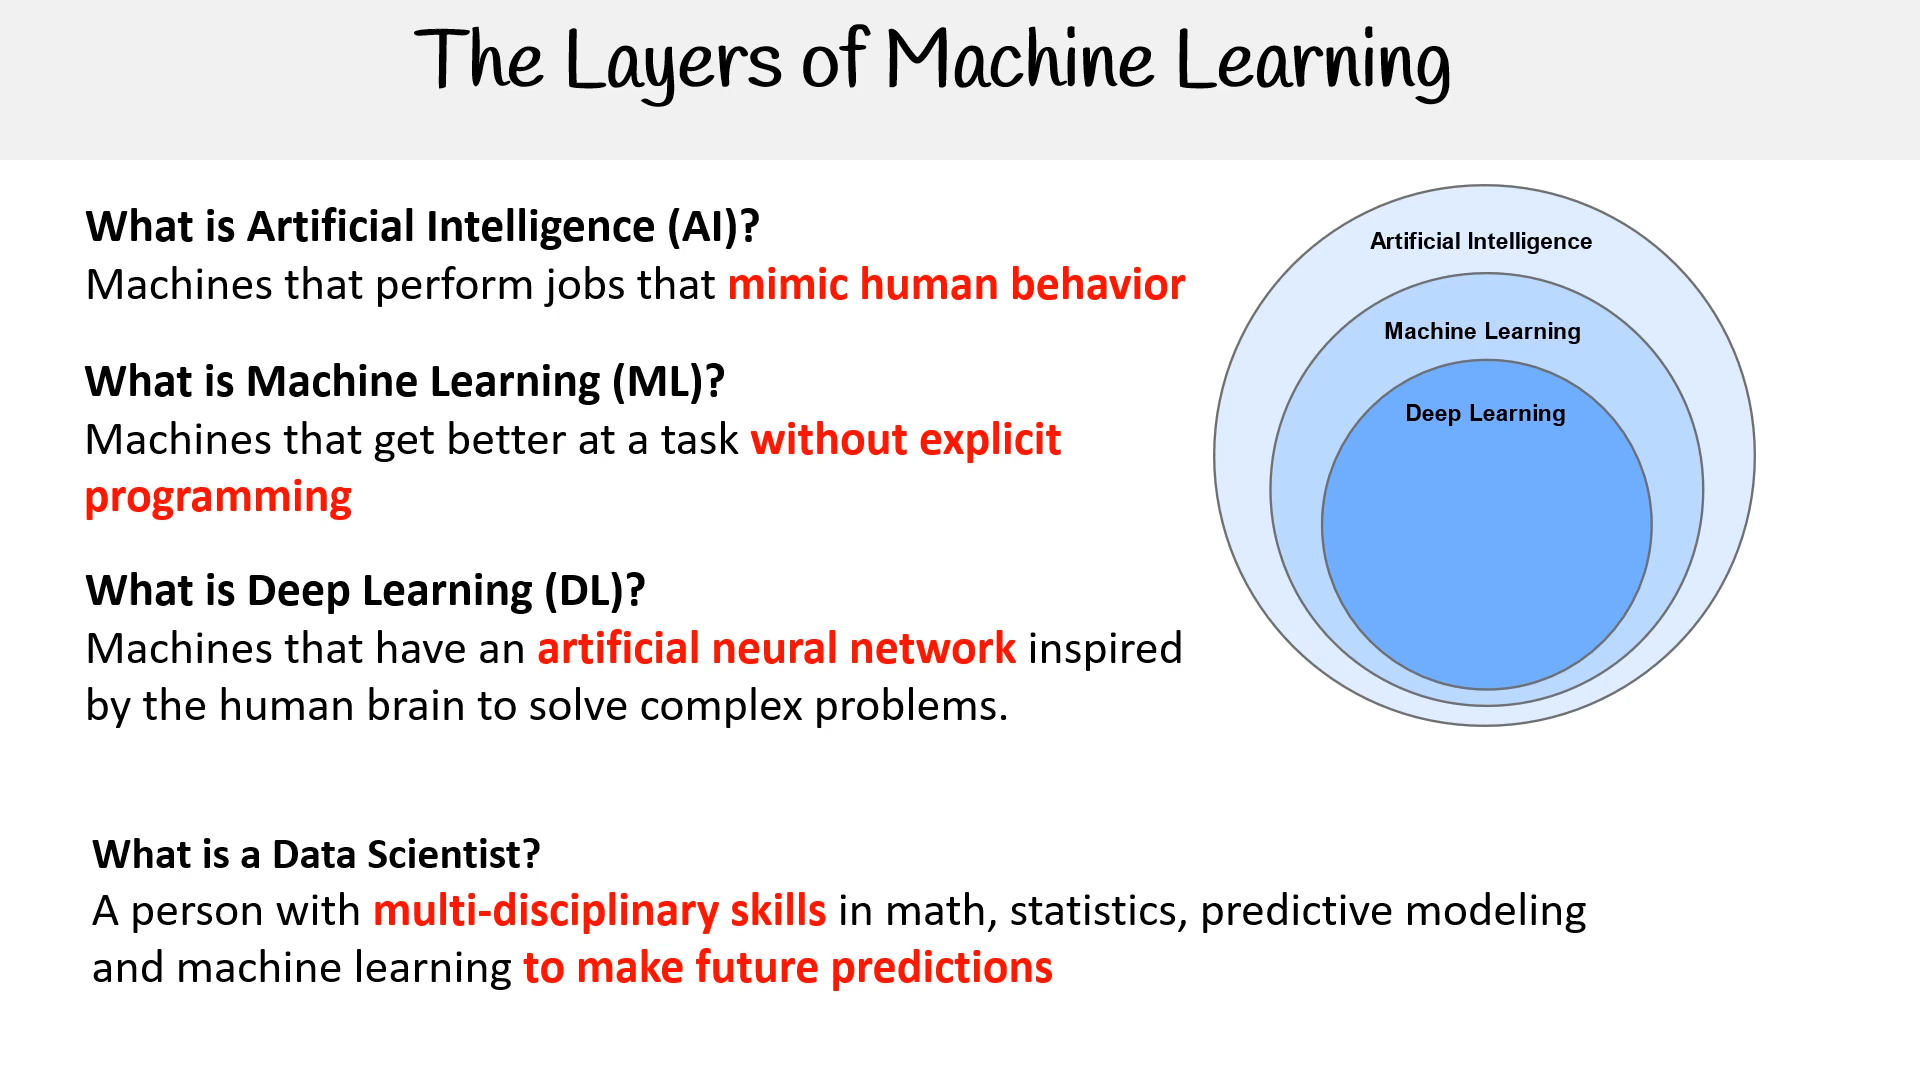 The Layers of Machine Learning
What is Artificial Intelligence (AI)?
Machines that perform jobs that mimic human behavior
What is Machine Learning (ML)?
Machines that get better at a task without explicit
programming
What is Deep Learning (DL)?
Machines that have an artificial neural network inspired
by the human brain to solve complex problems.
Artificial Intelligence
Machine Learning
Deep Learning
What is a Data Scientist?
A person with multi-disciplinary skills in math, statistics, predictive modeling
and machine learning to make future predictions